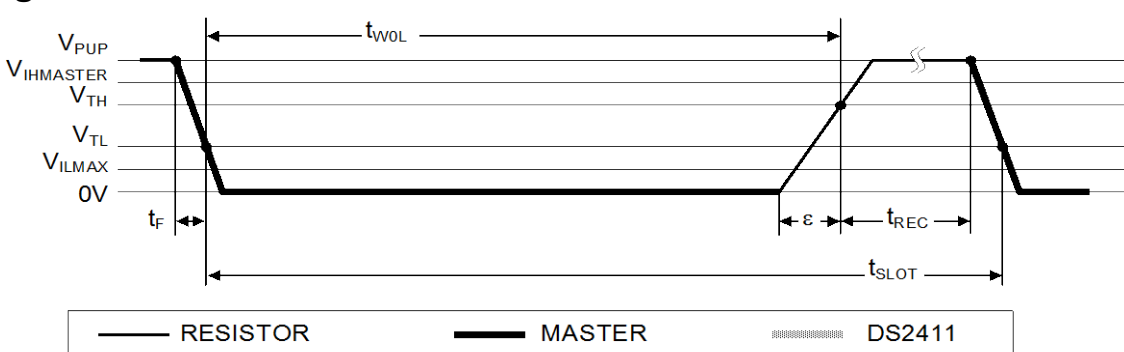 tW0L
VPUP
VIHMASTER
VTH
VTL
VILMAX
0V
tF
ε
tREC
tSLOT
RESISTOR MASTER DS2411